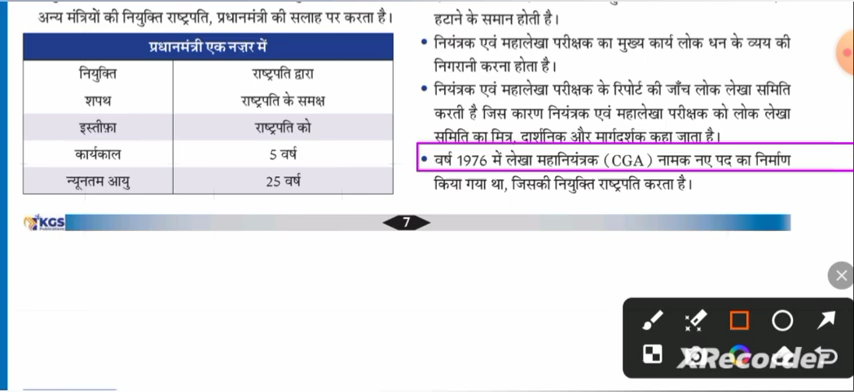 अन्य मंत्रियों की नियुक्ति राष्ट्रपति, प्रधानमंत्री की सलाह पर करता है।
प्रधानमंत्री एक नज़र में
नियुक्ति राष्ट्रपति द्वारा
शपथ राष्ट्रपति के समक्ष
इस्तीफ़ा राष्ट्रपति को
कार्यकाल 5 वर्ष
न्यूनतम आयु 25 वर्ष
हटाने के समान होती है।
• नियंत्रक एवं महालेखा परीक्षक का मुख्य कार्य लोक धन के व्यय की
निगरानी करना होता है।
• नियंत्रक एवं महालेखा परीक्षक के रिपोर्ट की जाँच लोक लेखा समिति
करती है जिस कारण नियंत्रक एवं महालेखा परीक्षक को लोक लेखा
समिति का मित्र, दार्शनिक और मार्गदर्शक कहा जाता है।
• वर्ष 1976 में लेखा महानियंत्रक (CGA) नामक नए पद का निर्माण
किया गया था, जिसकी नियुक्ति राष्ट्रपति करता है।
KGS
7
XRecorder